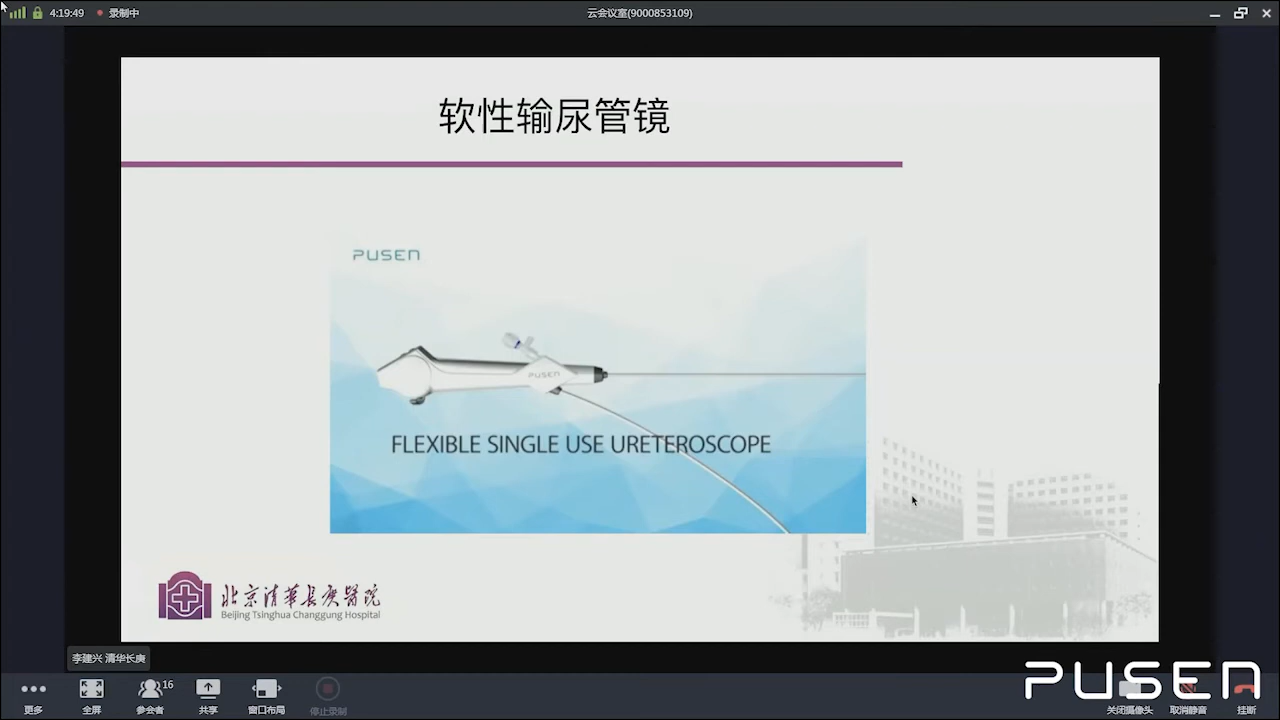 4:19:49
录制中
云会议室(9000853109)
软性输尿管镜
PUSEN
PUSEN
FLEXIBLE SINGLE USE URETEROSCOPE
北京清华长庚医院
Beijing Tsinghua Changgung Hospital
李建兴 清华长庚
PUSEN
16
更多
全屏
参会者
共享
窗口布局
停止录制
关闭摄像头
取消静音
挂断